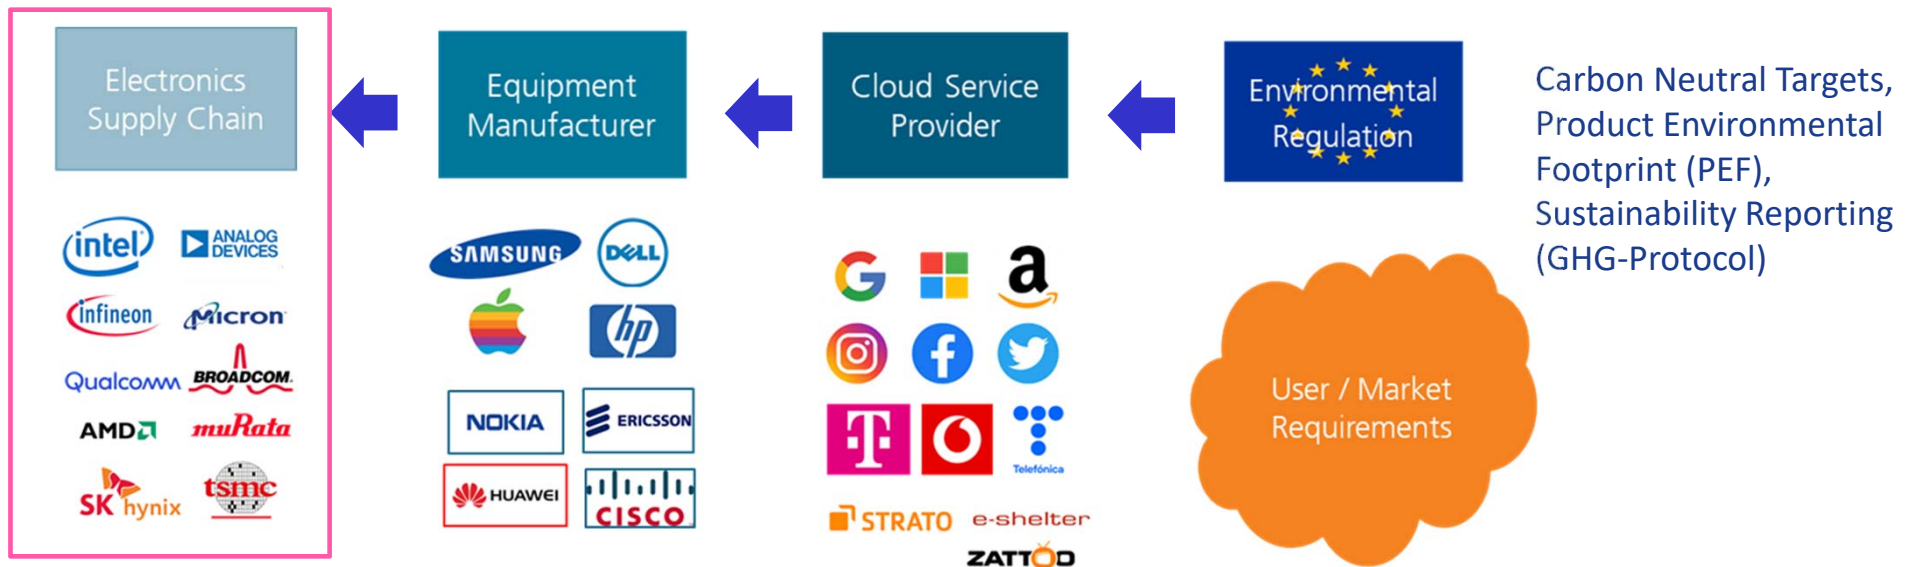 Electronics
Supply Chain
Equipment
Manufacturer
Cloud Service
Provider
Environmental
Regulation
Carbon Neutral Targets,
Product Environmental
Footprint (PEF),
Sustainability Reporting
(GHG-Protocol)
intel
ANALOG
DEVICES
infineon
Micron
Qualcomm
BROADCOM.
AMD
muRata
SK hynix
tsmc
SAMSUNG
DELL
hp
NOKIA
ERICSSON
HUAWEI
CISCO
G
a
f
T
Telefónica
STRATO
e-shelter
ZATTOO
User / Market
Requirements